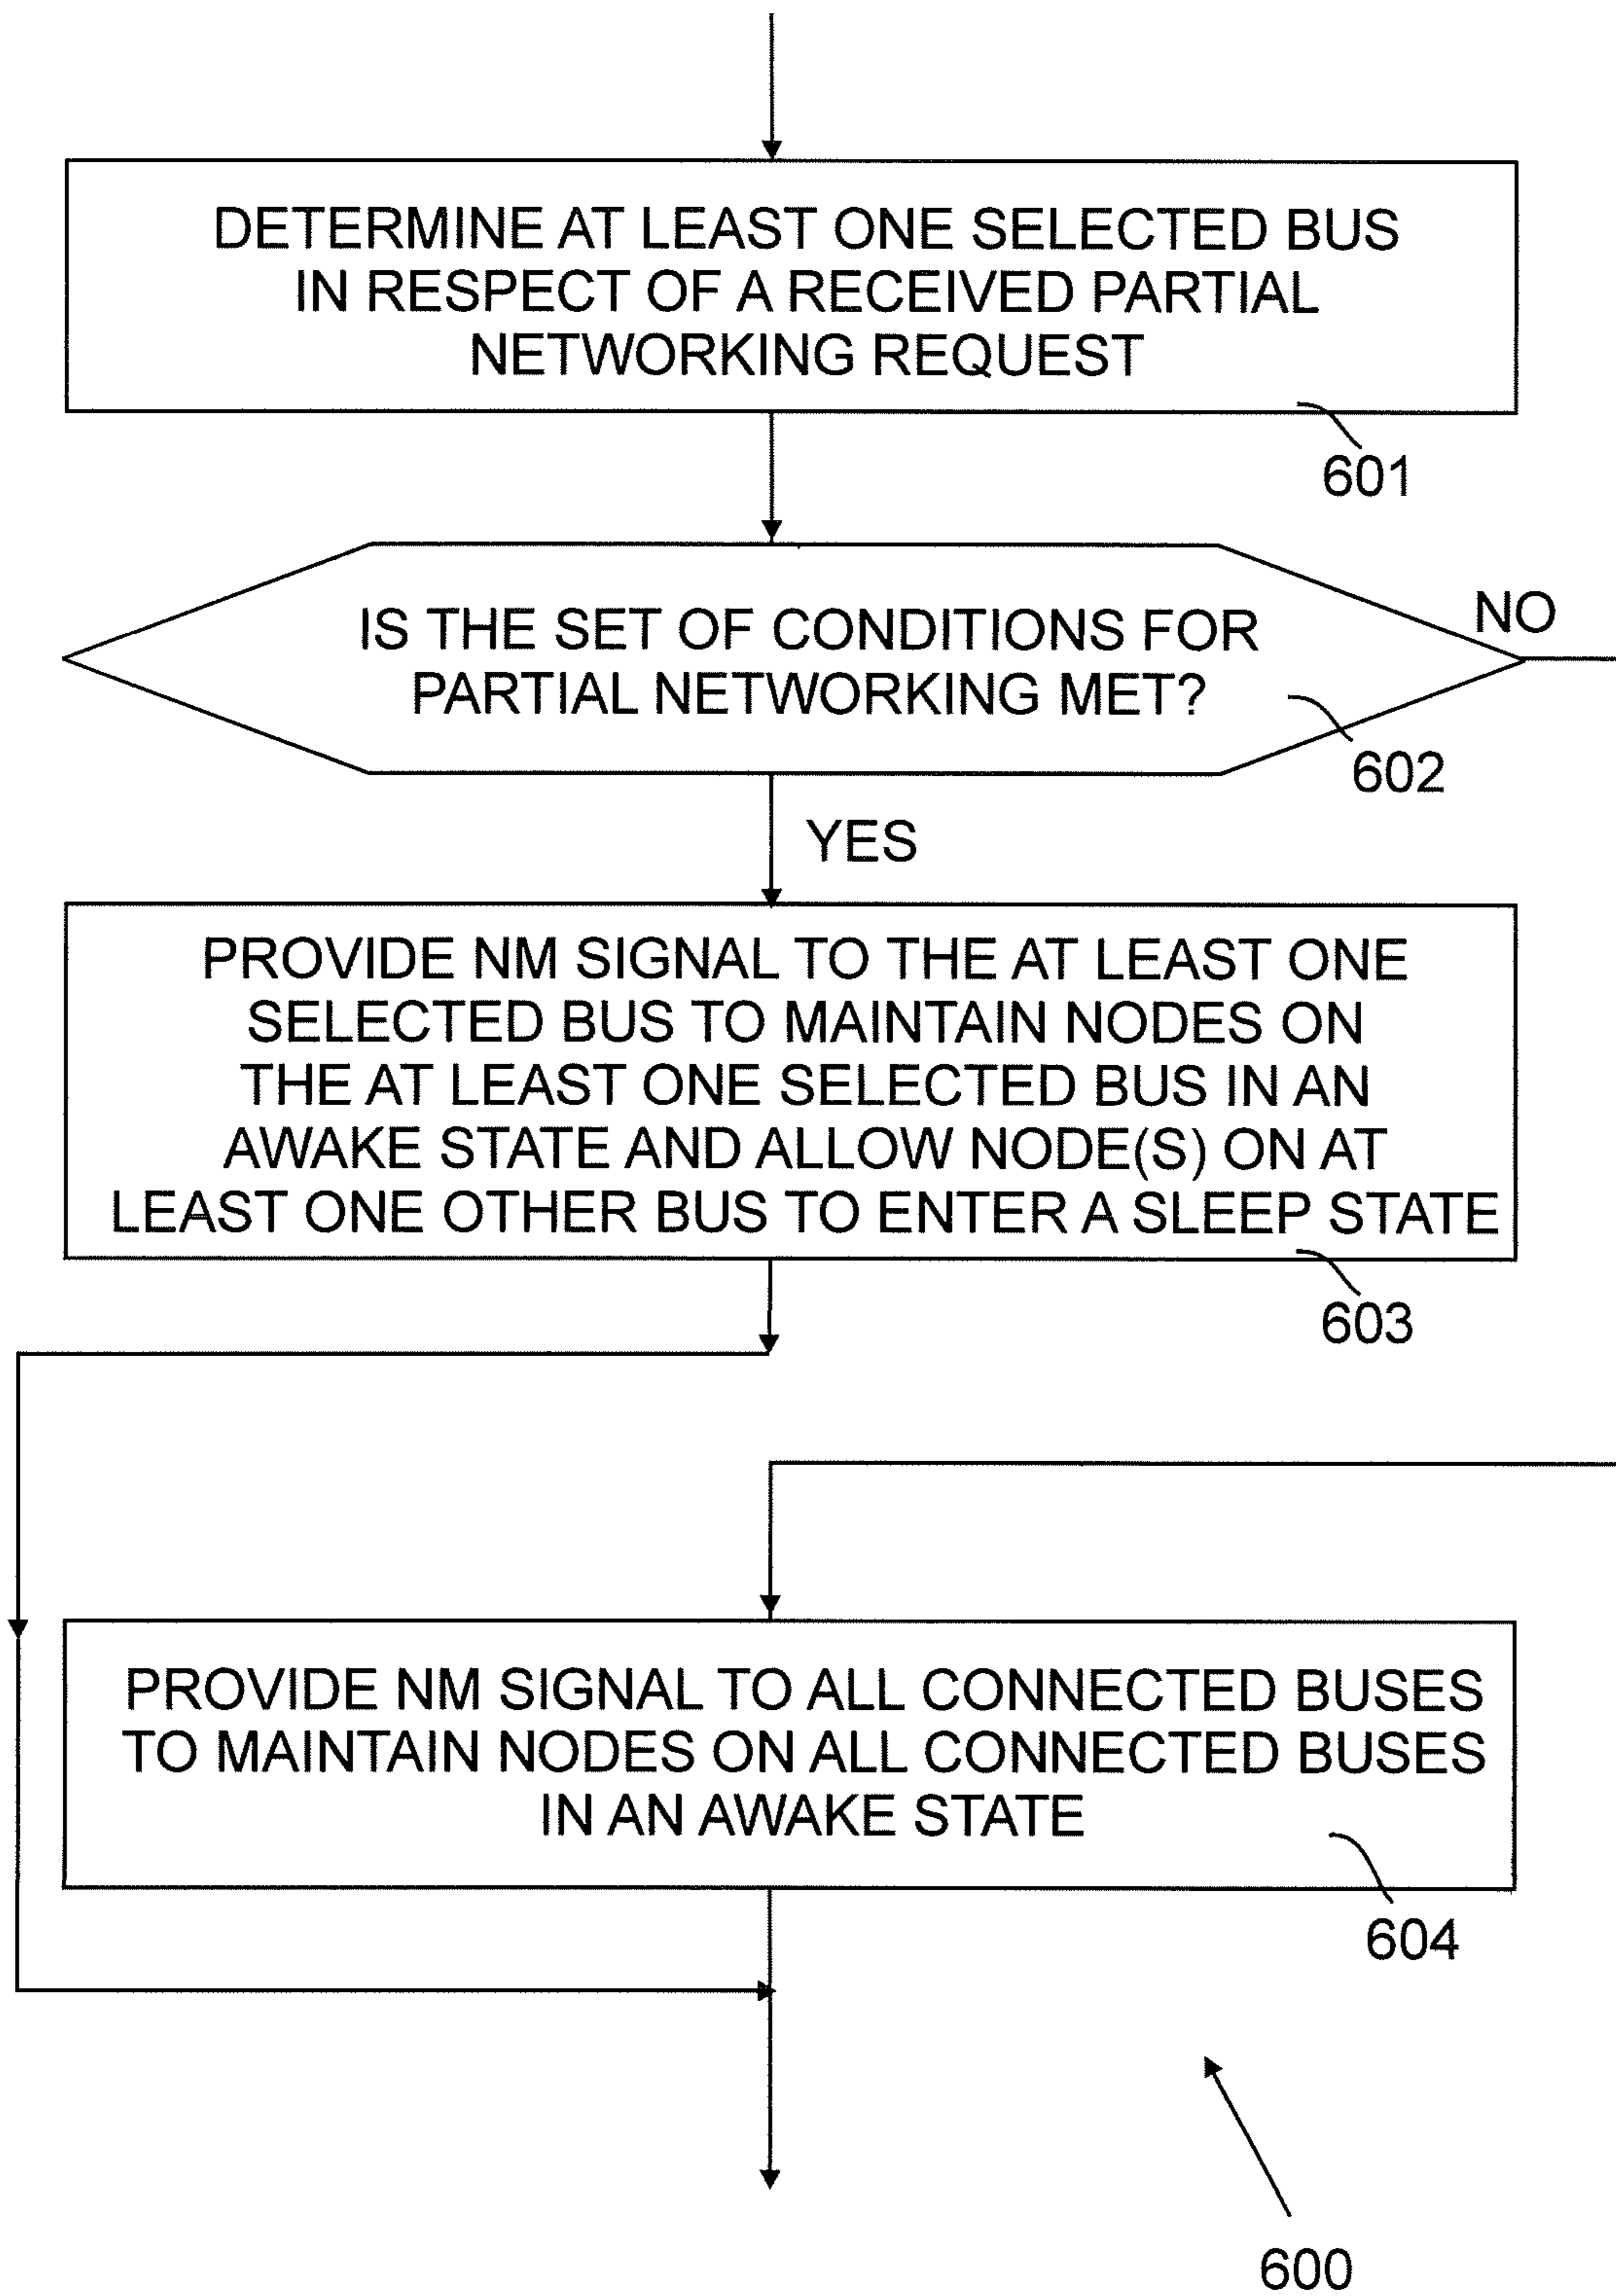 DETERMINE AT LEAST ONE SELECTED BUS
IN RESPECT OF A RECEIVED PARTIAL
NETWORKING REQUEST
601
IS THE SET OF CONDITIONS FOR
PARTIAL NETWORKING MET?
NO
602
YES
PROVIDE NM SIGNAL TO THE AT LEAST ONE
SELECTED BUS TO MAINTAIN NODES ON
THE AT LEAST ONE SELECTED BUS IN AN
AWAKE STATE AND ALLOW NODE(S) ON AT
LEAST ONE OTHER BUS TO ENTER A SLEEP STATE
603
PROVIDE NM SIGNAL TO ALL CONNECTED BUSES
TO MAINTAIN NODES ON ALL CONNECTED BUSES
IN AN AWAKE STATE
604
600